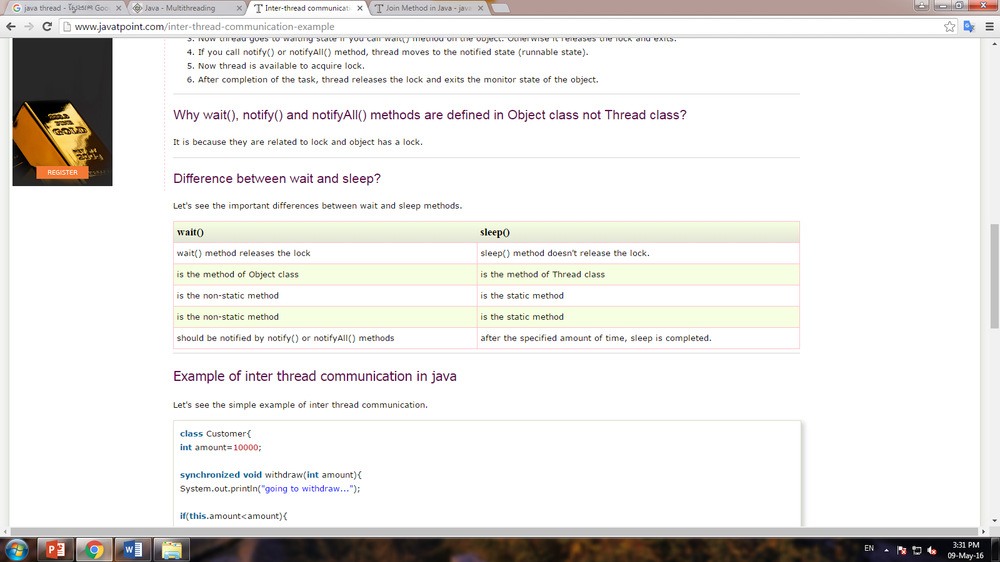 java thread - ស្វែងរក Goo
Java - Multithreading
Inter-thread communicati
Join Method in Java - java
www.javatpoint.com/inter-thread-communication-example
3. Now thread goes to waiting state if you call wait() method on the object. Otherwise it releases the lock and exits.
4. If you call notify() or notifyAll() method, thread moves to the notified state (runnable state).
5. Now thread is available to acquire lock.
6. After completion of the task, thread releases the lock and exits the monitor state of the object.
GOLD
REGISTER
Why wait(), notify() and notifyAll() methods are defined in Object class not Thread class?
It is because they are related to lock and object has a lock.
Difference between wait and sleep?
Let's see the important differences between wait and sleep methods.
wait() sleep()
wait() method releases the lock sleep() method doesn't release the lock.
is the method of Object class is the method of Thread class
is the non-static method is the static method
is the non-static method is the static method
should be notified by notify() or notifyAll() methods after the specified amount of time, sleep is completed.
Example of inter thread communication in java
Let's see the simple example of inter thread communication.
class Customer{
int amount=10000;
synchronized void withdraw(int amount){
System.out.println("going to withdraw...");
if(this.amount<amount){
EN
3:31 PM
09-May-16